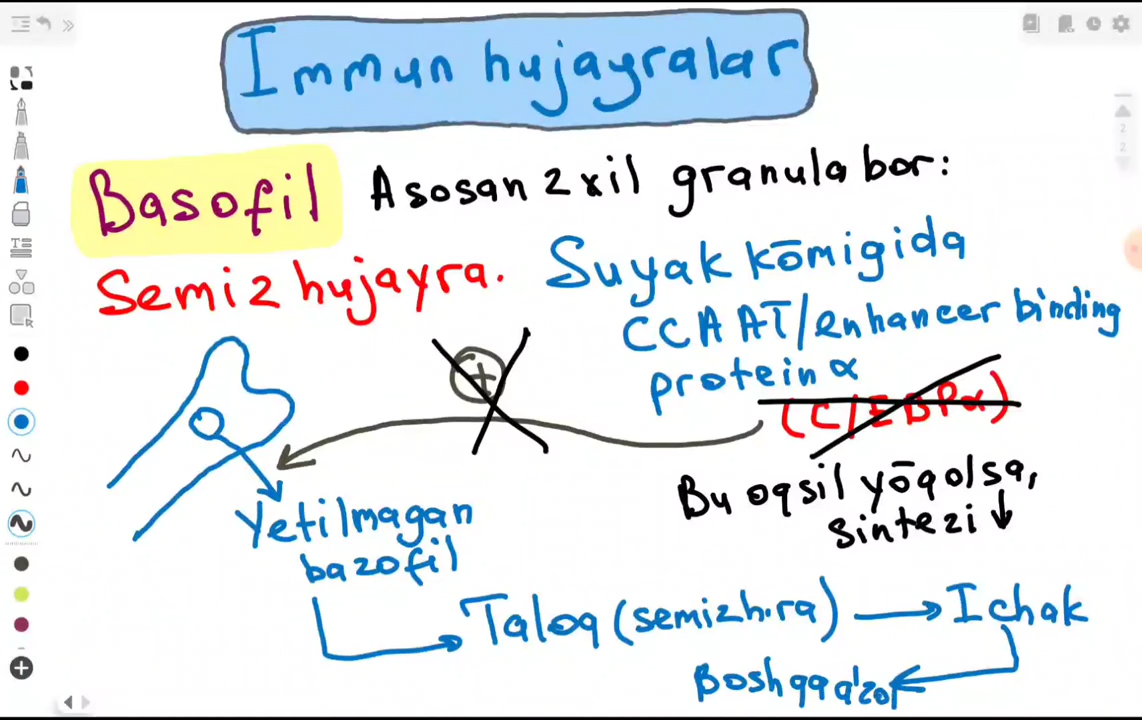 Immun hujayralar
Basofil
Asosan 2 xil granula bor:
Semiz hujayra.
Suyak kōmigida
CCAAT/enhancer binding
protein α
(C/EBPα)
Bu oqsil yōqolsa,
sintezi ↓
Yetilmagan
bazofil
Taloq (semiz h.ra) → Ichak
Boshqa a'zo